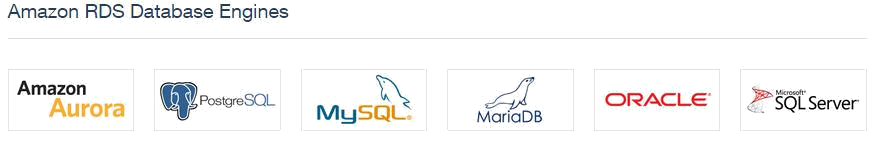 Amazon RDS Database Engines
Amazon
Aurora
PostgreSQL
MySQL®
MariaDB
ORACLE®
Microsoft®
SQL Server®